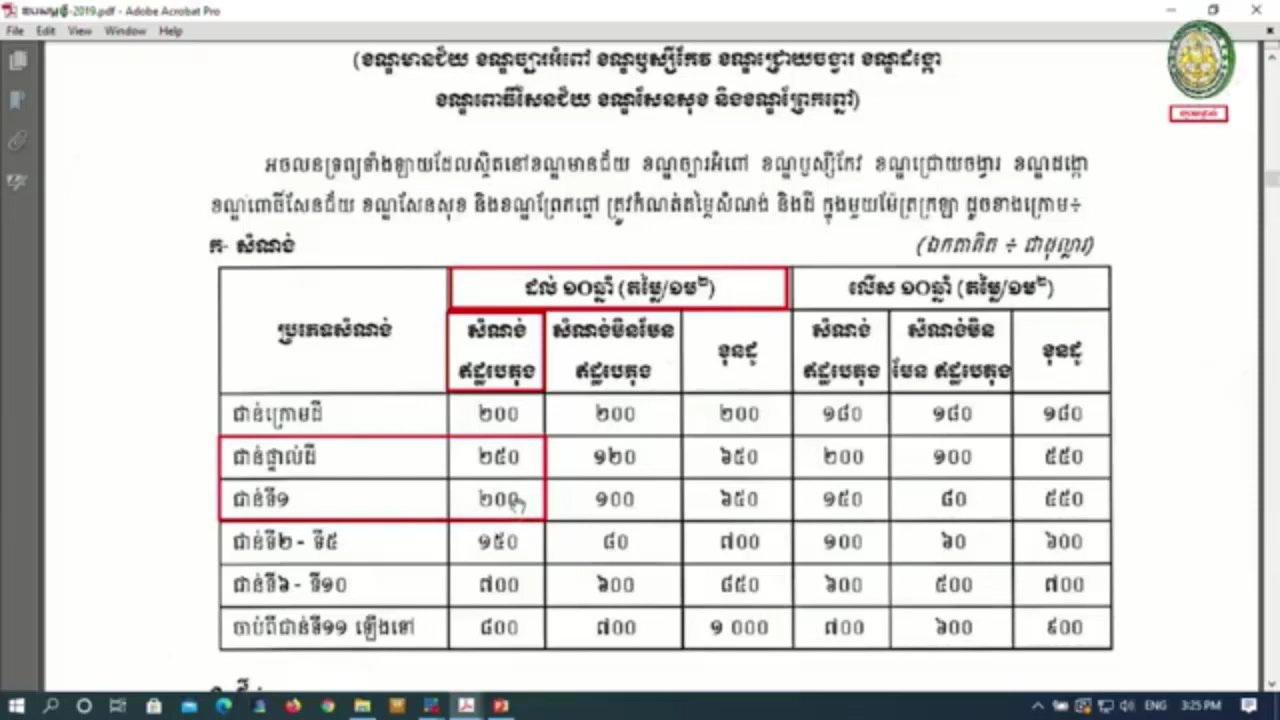 -2019.pdf - Adobe Acrobat Pro
File Edit View Window Help
(ខណ្ឌមានជ័យ ខណ្ឌច្បារអំពៅ ខណ្ឌឫស្សីកែវ ខណ្ឌជ្រោយចង្វារ ខណ្ឌដង្កោ
ខណ្ឌពោធិ៍សែនជ័យ ខណ្ឌសែនសុខ និងខណ្ឌព្រែកព្នៅ)
អចលនទ្រព្យទាំងឡាយដែលស្ថិតនៅខណ្ឌមានជ័យ ខណ្ឌច្បារអំពៅ ខណ្ឌឫស្សីកែវ ខណ្ឌជ្រោយចង្វារ ខណ្ឌដង្កោ
ខណ្ឌពោធិ៍សែនជ័យ ខណ្ឌសែនសុខ និងខណ្ឌព្រែកព្នៅ ត្រូវកំណត់តម្លៃសំណង់ និងដី ក្នុងមួយម៉ែត្រក្រឡា ដូចខាងក្រោម÷
ក- សំណង់ (ឯកតាគិត ÷ ជាដុល្លារ)
ប្រភេទសំណង់ ដល់ ១០ឆ្នាំ (តម្លៃ/១ម២) លើស ១០ឆ្នាំ (តម្លៃ/១ម២)
សំណង់ សំណង់មិនមែន ខុនដូ សំណង់ សំណង់មិន ខុនដូ
ឥដ្ឋបេតុង ឥដ្ឋបេតុង ឥដ្ឋបេតុង មែន ឥដ្ឋបេតុង
ជាន់ក្រោមដី ២០០ ២០០ ២០០ ១៨០ ១៨០ ១៨០
ជាន់ផ្ទាល់ដី ២៥០ ១២០ ៦៥០ ២០០ ១០០ ៥៥០
ជាន់ទី១ ២០០ ១០០ ៦៥០ ១៥០ ៨០ ៥៥០
ជាន់ទី២ - ទី៥ ១៥០ ៨០ ៧០០ ១០០ ៦០ ៦០០
ជាន់ទី៦ - ទី១០ ៧០០ ៦០០ ៨៥០ ៦០០ ៥០០ ៧០០
ចាប់ពីជាន់ទី១១ ឡើងទៅ ៨០០ ៧០០ ១ 000 ៧០០ ៦០០ ៩០០
ENG 3:25 PM